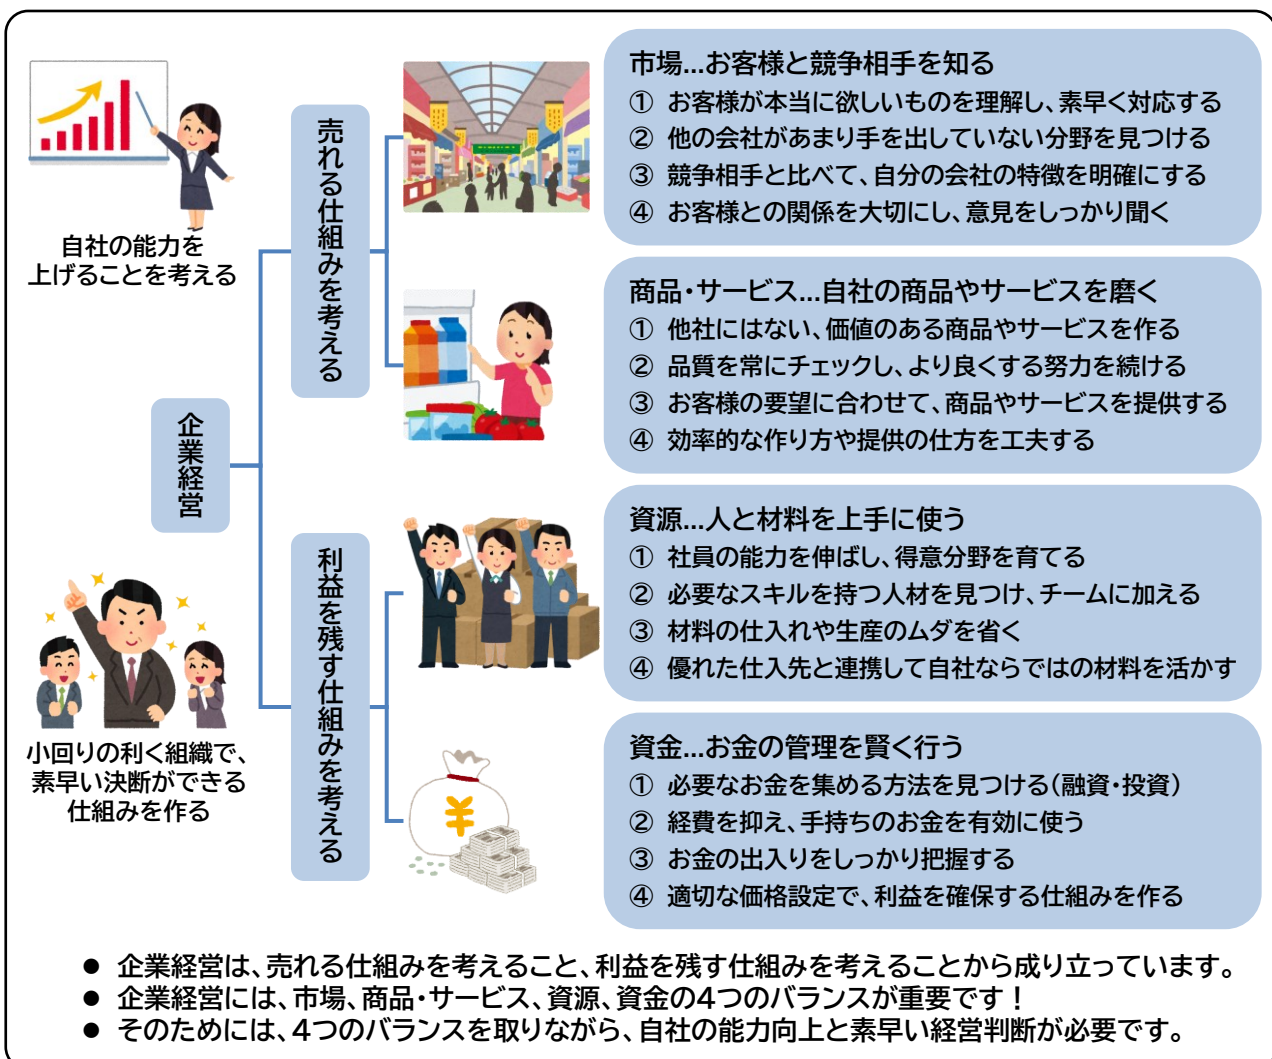 市場...お客様と競争相手を知る
① お客様が本当に欲しいものを理解し、素早く対応する
② 他の会社があまり手を出していない分野を見つける
③ 競争相手と比べて、自分の会社の特徴を明確にする
④ お客様との関係を大切にし、意見をしっかり聞く
自社の能力を
上げることを考える
売れる仕組みを考える
商品・サービス...自社の商品やサービスを磨く
① 他社にはない、価値のある商品やサービスを作る
② 品質を常にチェックし、より良くする努力を続ける
③ お客様の要望に合わせて、商品やサービスを提供する
④ 効率的な作り方や提供の仕方を工夫する
企業経営
資源...人と材料を上手に使う
① 社員の能力を伸ばし、得意分野を育てる
② 必要なスキルを持つ人材を見つけ、チームに加える
③ 材料の仕入れや生産のムダを省く
④ 優れた仕入先と連携して自社ならではの材料を活かす
利益を残す仕組みを考える
小回りの利く組織で、
素早い決断ができる
仕組みを作る
¥
資金...お金の管理を賢く行う
① 必要なお金を集める方法を見つける(融資・投資)
② 経費を抑え、手持ちのお金を有効に使う
③ お金の出入りをしっかり把握する
④ 適切な価格設定で、利益を確保する仕組みを作る
● 企業経営は、売れる仕組みを考えること、利益を残す仕組みを考えることから成り立っています。
● 企業経営には、市場、商品・サービス、資源、資金の4つのバランスが重要です！
● そのためには、4つのバランスを取りながら、自社の能力向上と素早い経営判断が必要です。